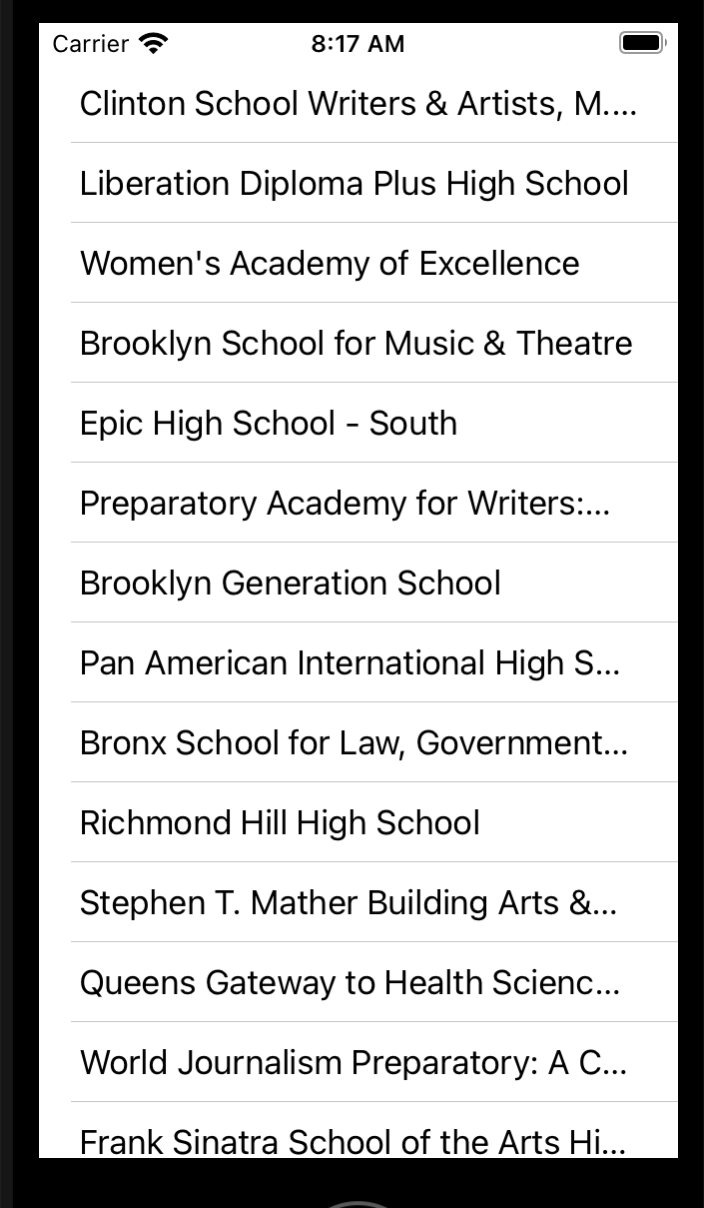 Carrier 8:17 AM
Clinton School Writers & Artists, M....
Liberation Diploma Plus High School
Women's Academy of Excellence
Brooklyn School for Music & Theatre
Epic High School - South
Preparatory Academy for Writers:...
Brooklyn Generation School
Pan American International High S...
Bronx School for Law, Government...
Richmond Hill High School
Stephen T. Mather Building Arts &...
Queens Gateway to Health Scienc...
World Journalism Preparatory: A C...
Frank Sinatra School of the Arts Hi...